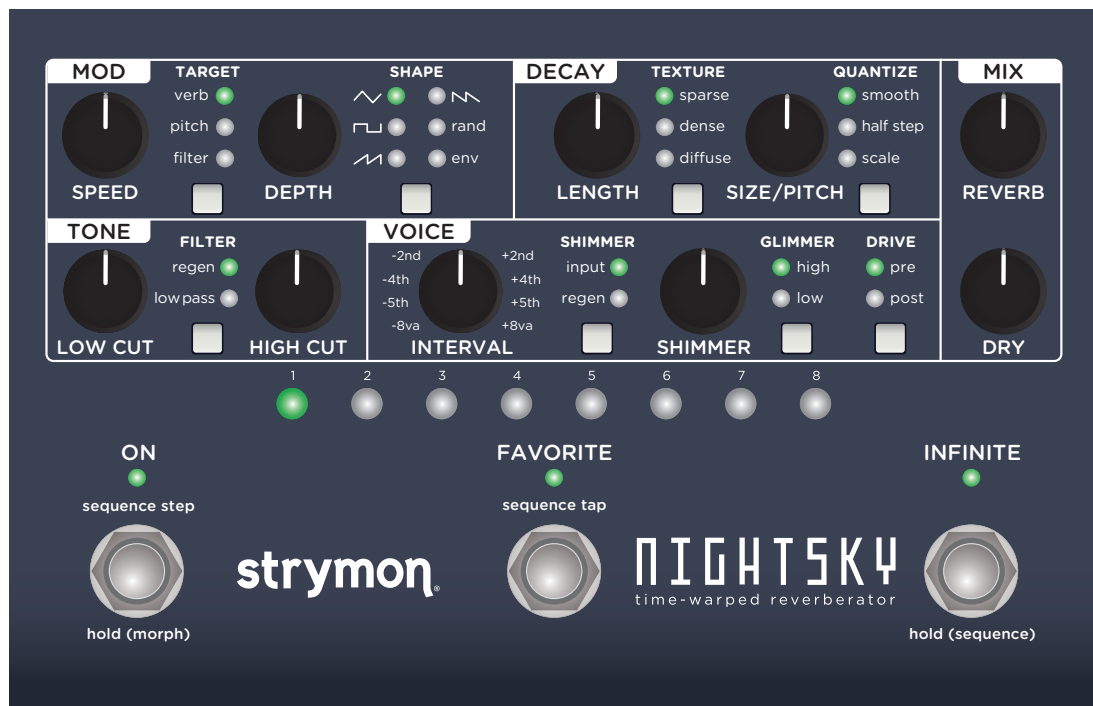 MOD
TARGET
SHAPE
verb
pitch
filter
rand
env
SPEED
DEPTH
DECAY
TEXTURE
QUANTIZE
sparse
dense
diffuse
smooth
half step
scale
LENGTH
SIZE/PITCH
MIX
REVERB
DRY
TONE
FILTER
regen
low pass
LOW CUT
HIGH CUT
VOICE
-2nd
+2nd
-4th
+4th
-5th
+5th
-8va
+8va
INTERVAL
SHIMMER
input
regen
SHIMMER
GLIMMER
high
low
DRIVE
pre
post
1 2 3 4 5 6 7 8
ON
sequence step
hold (morph)
strymon®
FAVORITE
sequence tap
NIGHTSKY
time-warped reverberator
INFINITE
hold (sequence)